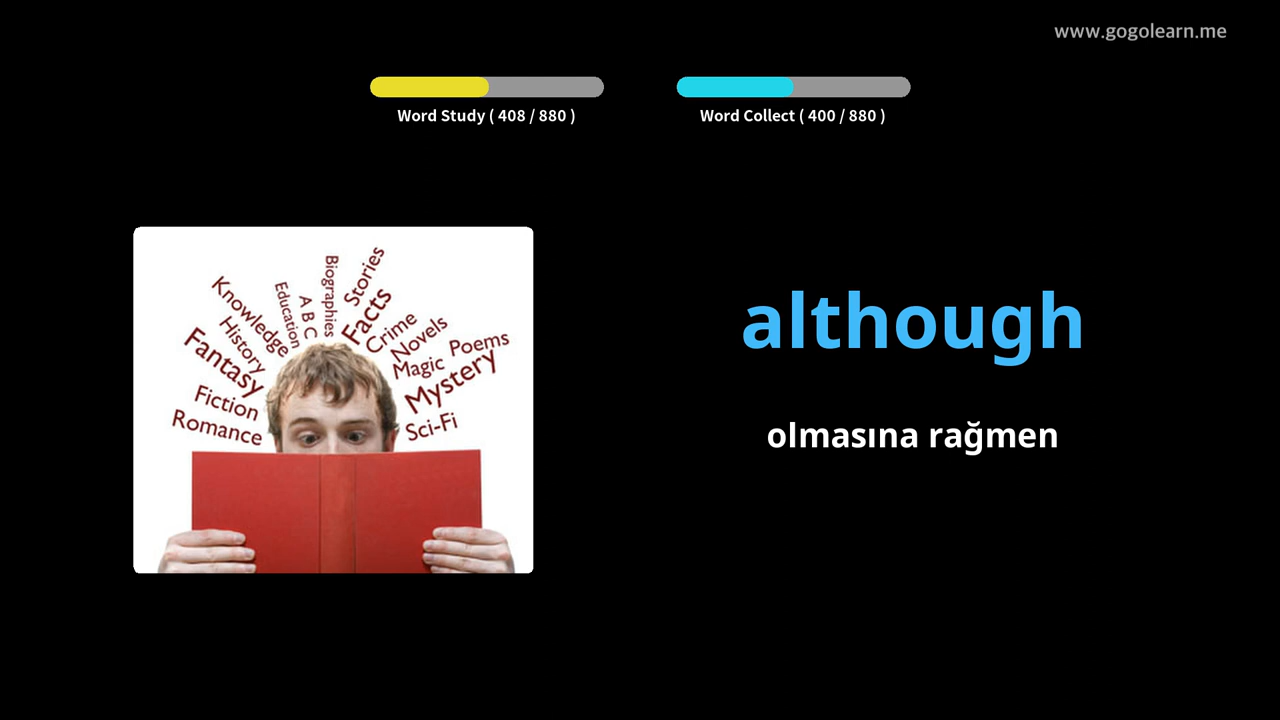 www.gogolearn.me
Word Study ( 408 / 880 )
Word Collect ( 400 / 880 )
Biographies
Stories
Education
A B C
Facts
Knowledge
Crime
History
Novels
Poems
Fantasy
Magic
Mystery
Fiction
Romance
Sci-Fi
although
olmasına rağmen